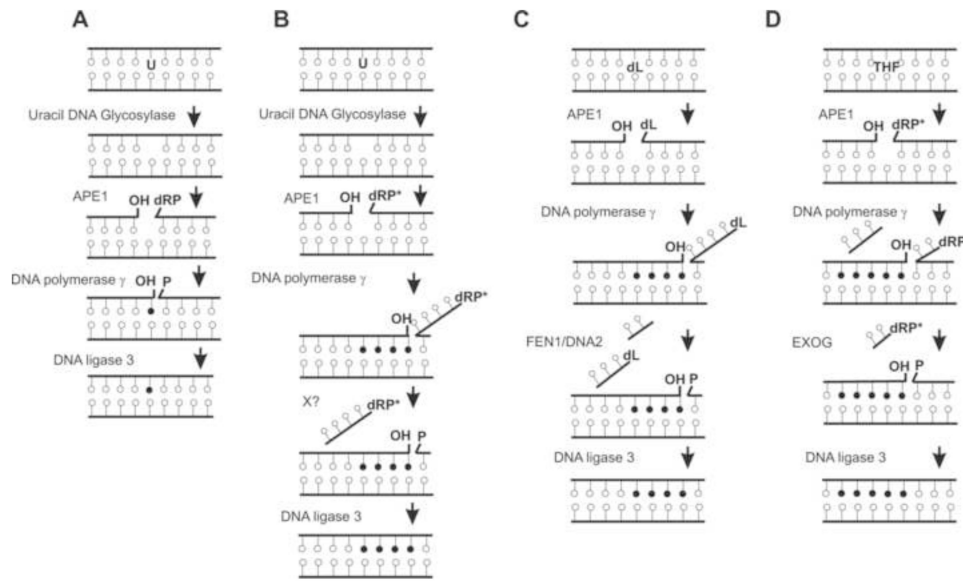 A
U
Uracil DNA Glycosylase
APE1
OH dRP
DNA polymerase γ
OH P
DNA ligase 3
B
U
Uracil DNA Glycosylase
APE1
OH dRP*
DNA polymerase γ
OH
dRP*
X?
dRP*
OH P
DNA ligase 3
C
dL
APE1
OH dL
DNA polymerase γ
OH
dL
FEN1/DNA2
dL
OH P
DNA ligase 3
D
THF
APE1
OH dRP*
DNA polymerase γ
OH
dRP
EXOG
dRP*
OH P
DNA ligase 3